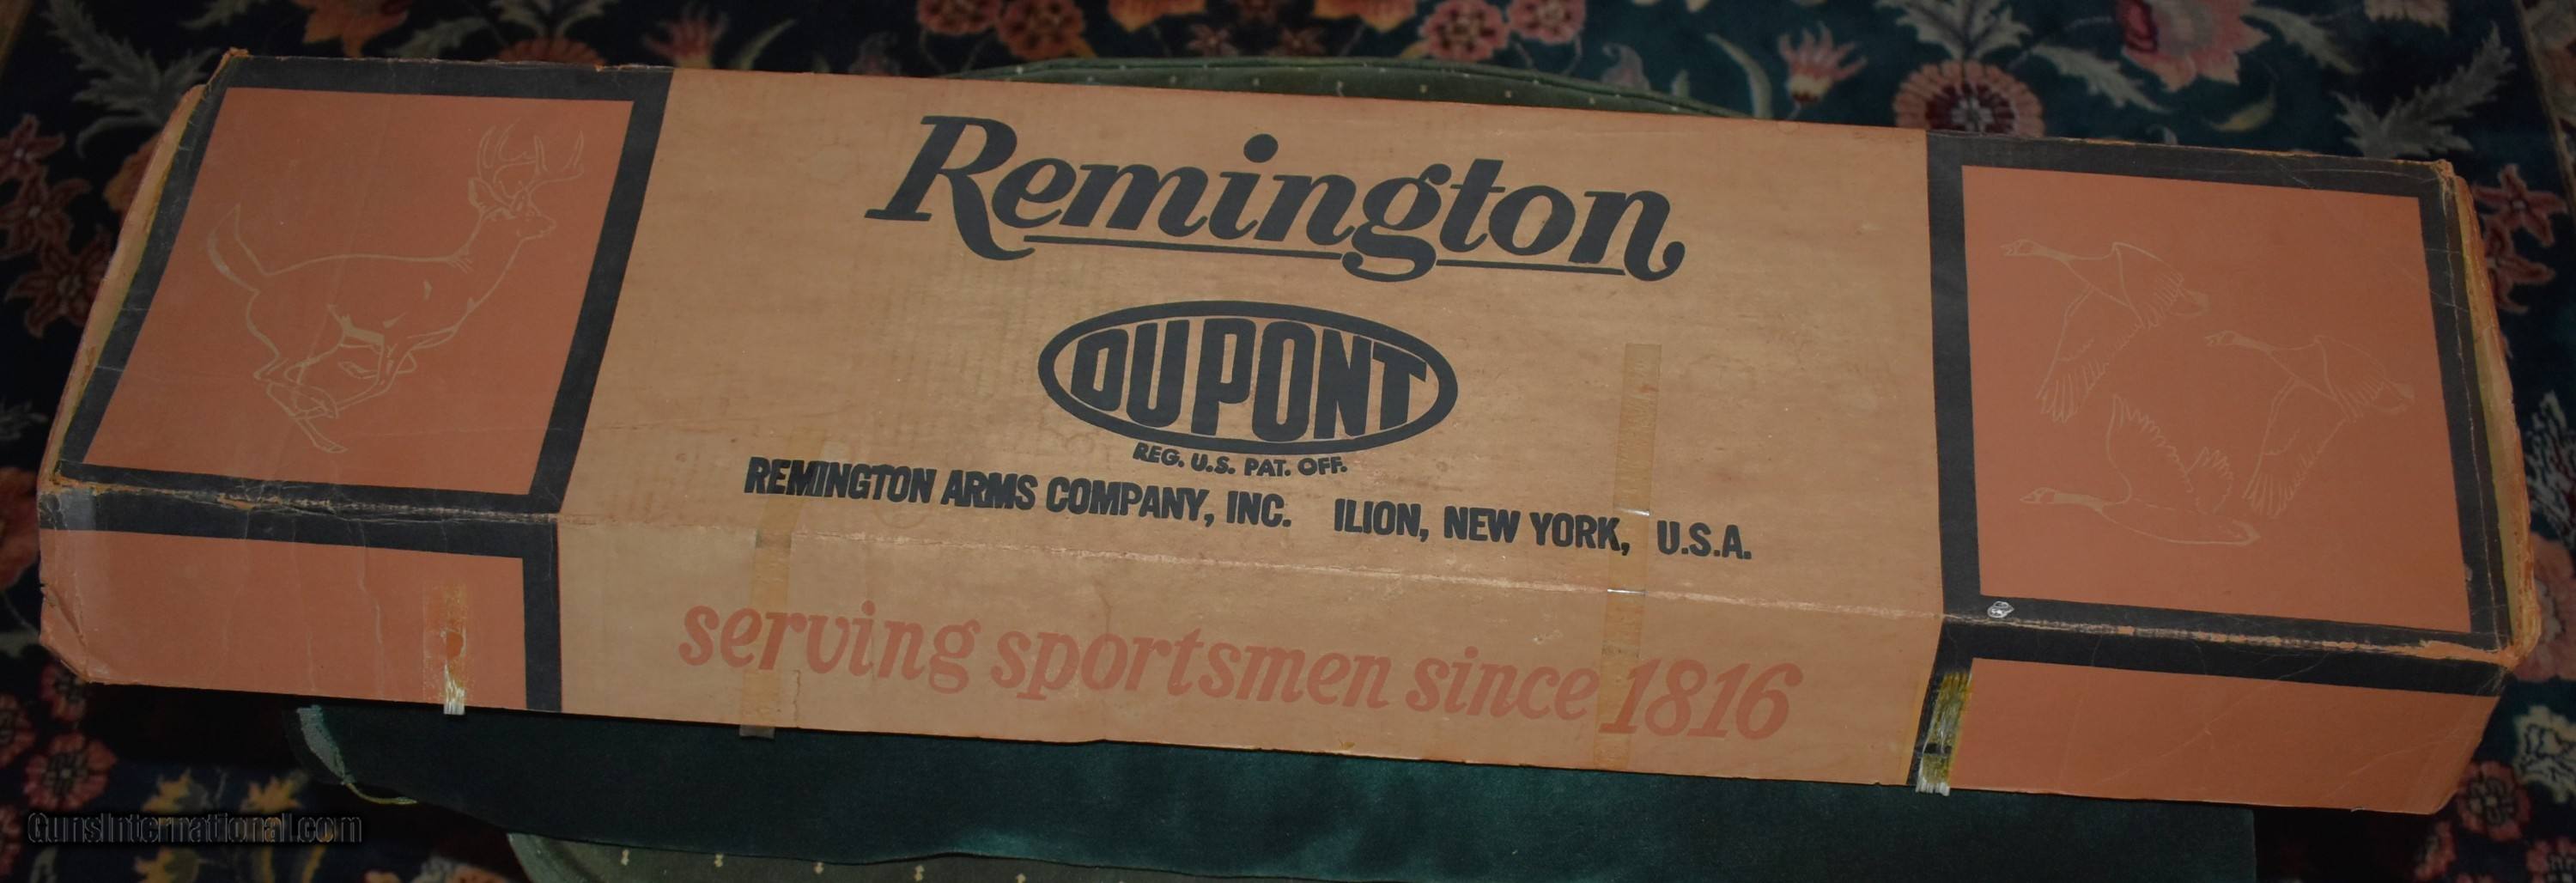 Remington
DUPONT
REG. U.S. PAT. OFF.
REMINGTON ARMS COMPANY, INC. ILION, NEW YORK, U.S.A.
serving sportsmen since 1816
GunsInternational.com